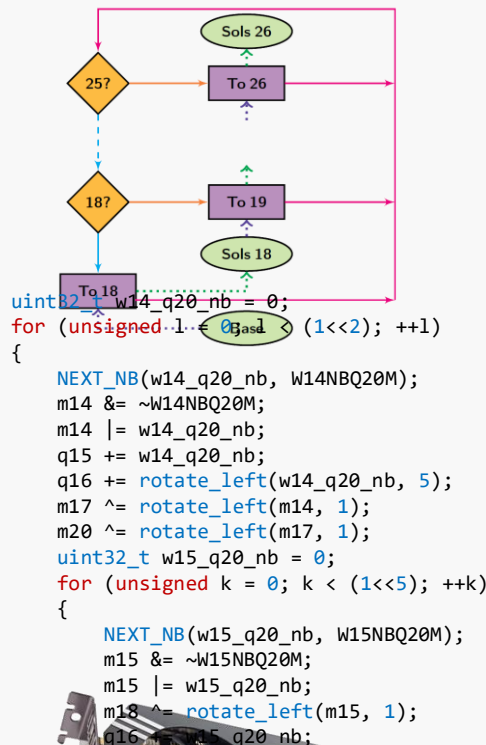 Sols 26
25?
To 26
18?
To 19
Sols 18
To 18
Base
uint32_t w14_q20_nb = 0;
for (unsigned l = 0; l < (1<<2); ++l)
{
NEXT_NB(w14_q20_nb, W14NBQ20M);
m14 &= ~W14NBQ20M;
m14 |= w14_q20_nb;
q15 += w14_q20_nb;
q16 += rotate_left(w14_q20_nb, 5);
m17 ^= rotate_left(m14, 1);
m20 ^= rotate_left(m17, 1);
uint32_t w15_q20_nb = 0;
for (unsigned k = 0; k < (1<<5); ++k)
{
NEXT_NB(w15_q20_nb, W15NBQ20M);
m15 &= ~W15NBQ20M;
m15 |= w15_q20_nb;
m18 ^= rotate_left(m15, 1);
q16 += w15_q20_nb;